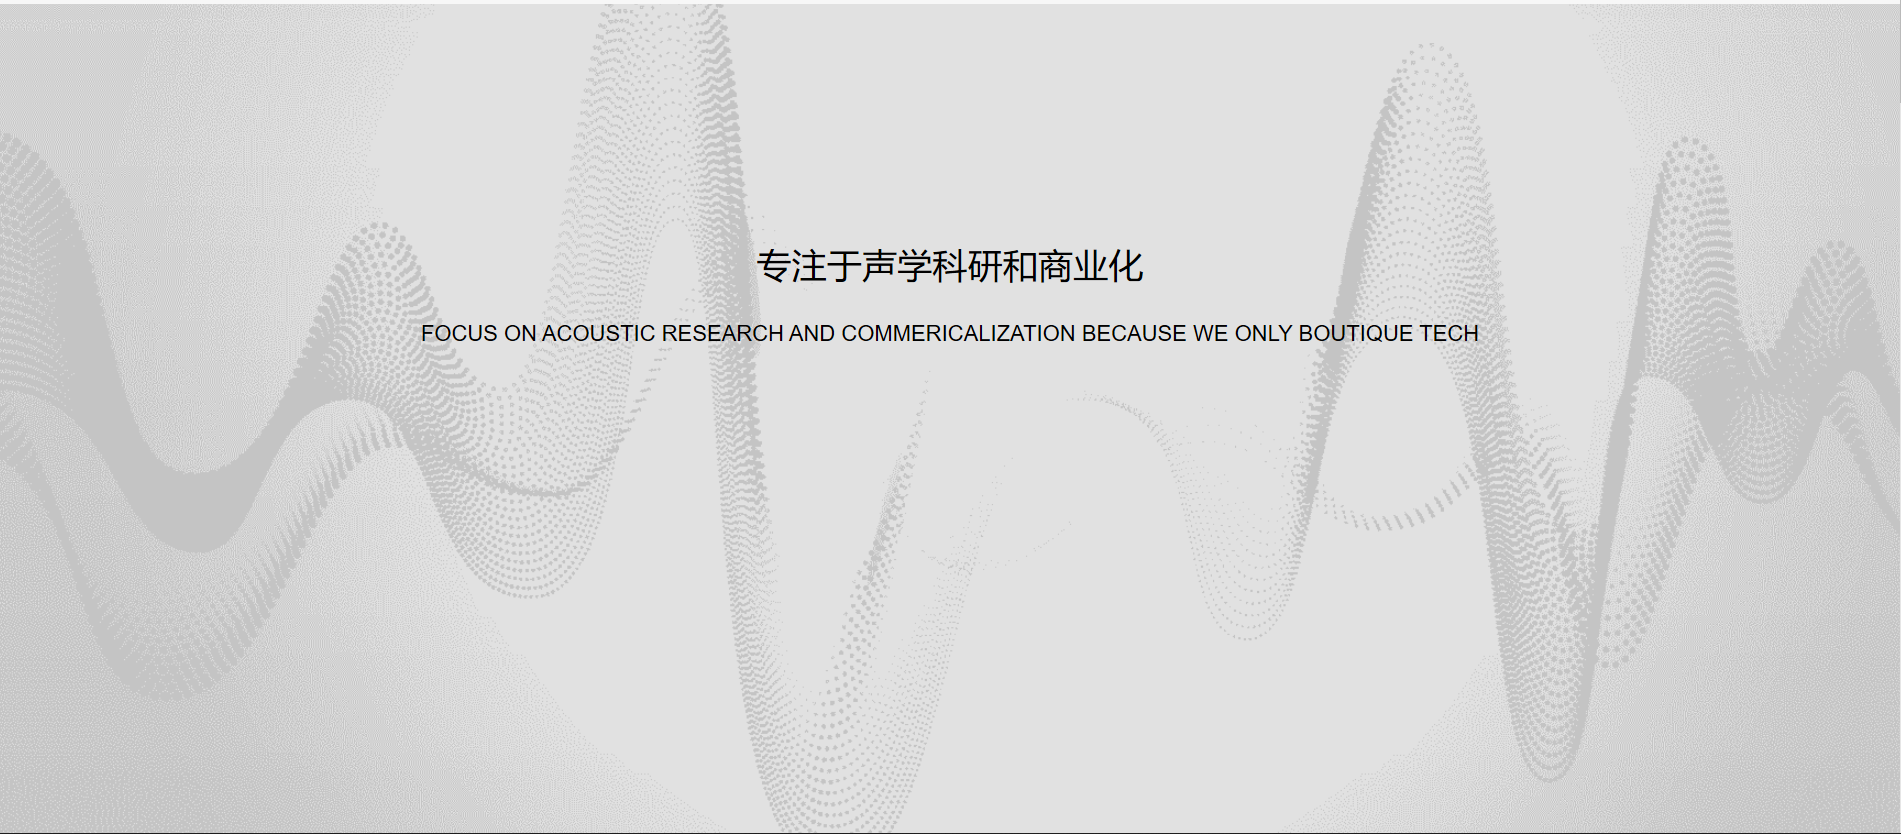 专注于声学科研和商业化
FOCUS ON ACOUSTIC RESEARCH AND COMMERICALIZATION BECAUSE WE ONLY BOUTIQUE TECH